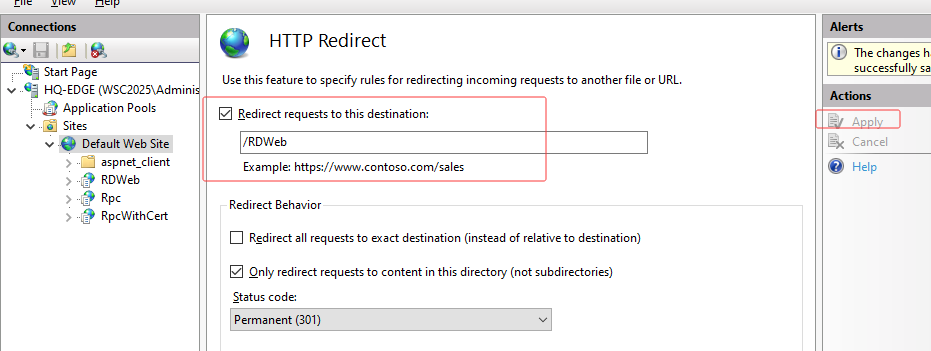 File View Help
Connections
Start Page
HQ-EDGE (WSC2025\Adminis
Application Pools
Sites
Default Web Site
aspnet_client
RDWeb
Rpc
RpcWithCert
HTTP Redirect
Use this feature to specify rules for redirecting incoming requests to another file or URL.
Redirect requests to this destination:
/RDWeb
Example: https://www.contoso.com/sales
Redirect Behavior
Redirect all requests to exact destination (instead of relative to destination)
Only redirect requests to content in this directory (not subdirectories)
Status code:
Permanent (301)
Alerts
The changes ha
successfully sa
Actions
Apply
Cancel
Help